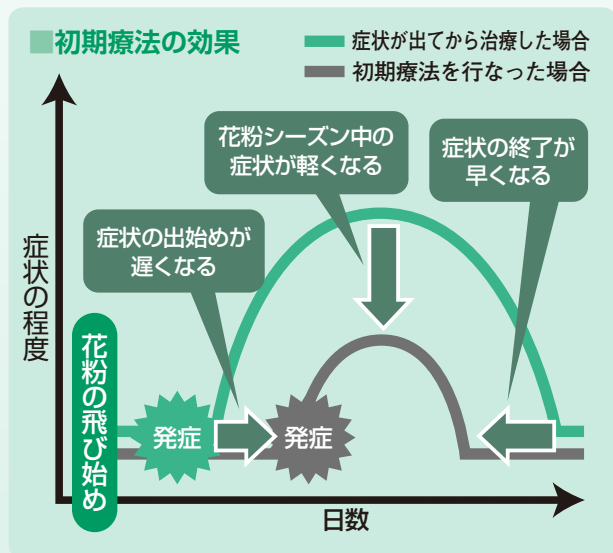 ■初期療法の効果
症状が出てから治療した場合
初期療法を行なった場合
花粉シーズン中の
症状が軽くなる
症状の終了が
早くなる
症状の出始めが
遅くなる
症状の程度
花粉の飛び始め
発症
発症
日数